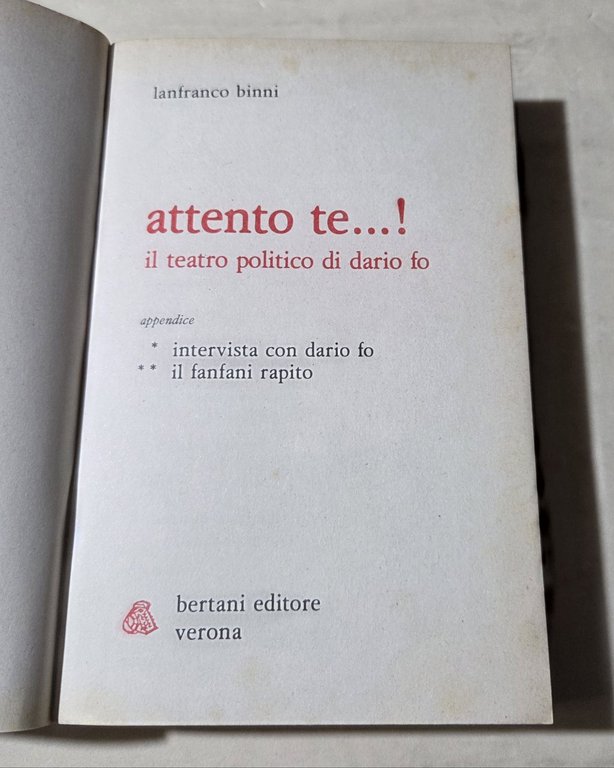 lanfranco binni
attento te...!
il teatro politico di dario fo
appendice
* intervista con dario fo
** il fanfani rapito
bertani editore
verona